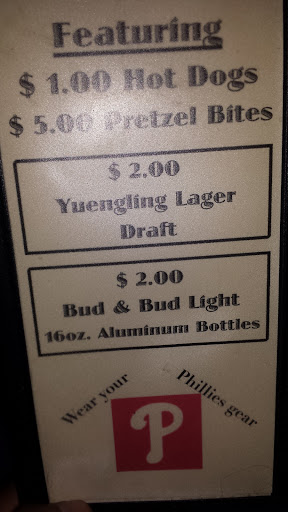 Featuring
$ 1.00 Hot Dogs
$ 5.00 Pretzel Bites
$ 2.00
Yuengling Lager
Draft
$ 2.00
Bud & Bud Light
16oz. Aluminum Bottles
Wear your Phillies gear
P